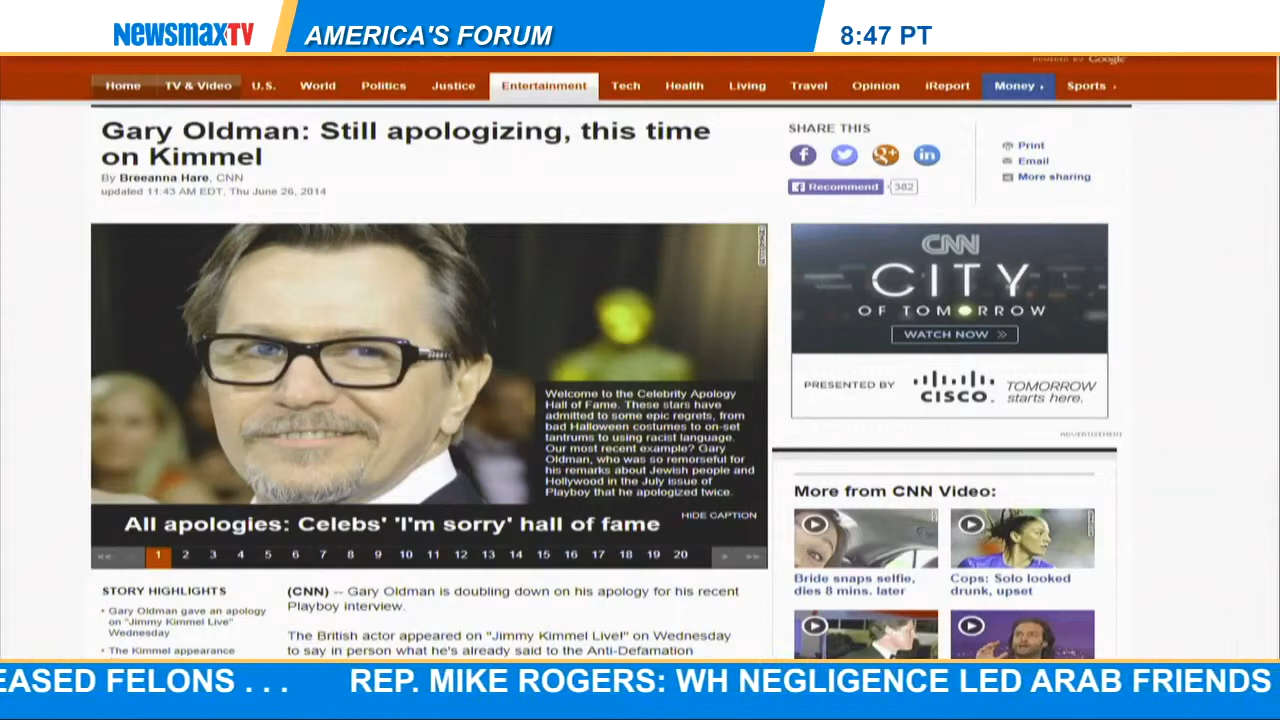 NEWSMAXTV
AMERICA'S FORUM
8:47 PT
POWERED BY Google
Home TV & Video U.S. World Politics Justice Entertainment Tech Health Living Travel Opinion iReport Money Sports
Gary Oldman: Still apologizing, this time
on Kimmel
By Breeanna Hare, CNN
updated 11:43 AM EDT, Thu June 26, 2014
SHARE THIS
Recommend 382
Print
Email
More sharing
Welcome to the Celebrity Apology
Hall of Fame. These stars have
admitted to some epic regrets, from
bad Halloween costumes to on-set
tantrums to using racist language.
Our most recent example? Gary
Oldman, who was so remorseful for
his remarks about Jewish people and
Hollywood in the July issue of
Playboy that he apologized twice.
HIDE CAPTION
All apologies: Celebs' 'I'm sorry' hall of fame
1 2 3 4 5 6 7 8 9 10 11 12 13 14 15 16 17 18 19 20
STORY HIGHLIGHTS
Gary Oldman gave an apology
on "Jimmy Kimmel Live"
Wednesday
The Kimmel appearance
(CNN) -- Gary Oldman is doubling down on his apology for his recent
Playboy interview.
The British actor appeared on "Jimmy Kimmel Live!" on Wednesday
to say in person what he's already said to the Anti-Defamation
CNN
CITY
OF TOMORROW
WATCH NOW
PRESENTED BY
CISCO
TOMORROW
starts here.
ADVERTISEMENT
More from CNN Video:
Bride snaps selfie,
dies 8 mins. later
Cops: Solo looked
drunk, upset
EASED FELONS . . . REP. MIKE ROGERS: WH NEGLIGENCE LED ARAB FRIENDS